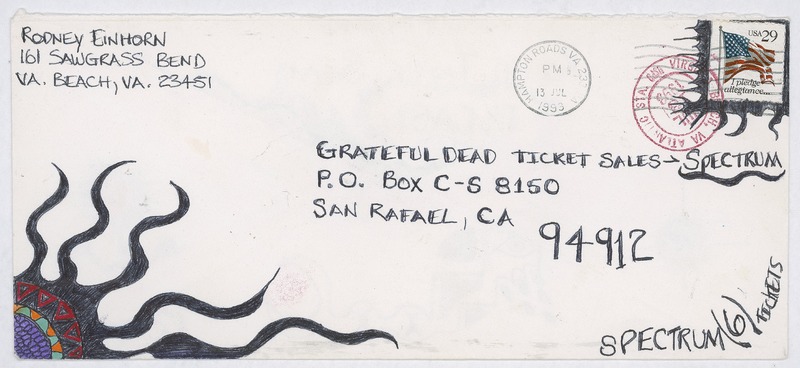 RODNEY EINHORN
161 SAWGRASS BEND
VA. BEACH, VA. 23451
HAMPTON ROADS VA
PM
13 JUL
1993
USA 29
I pledge
allegiance...
GRATEFUL DEAD TICKET SALES - SPECTRUM
P.O. BOX C-S 8150
SAN RAFAEL, CA
94912
SPECTRUM (6) TICKETS